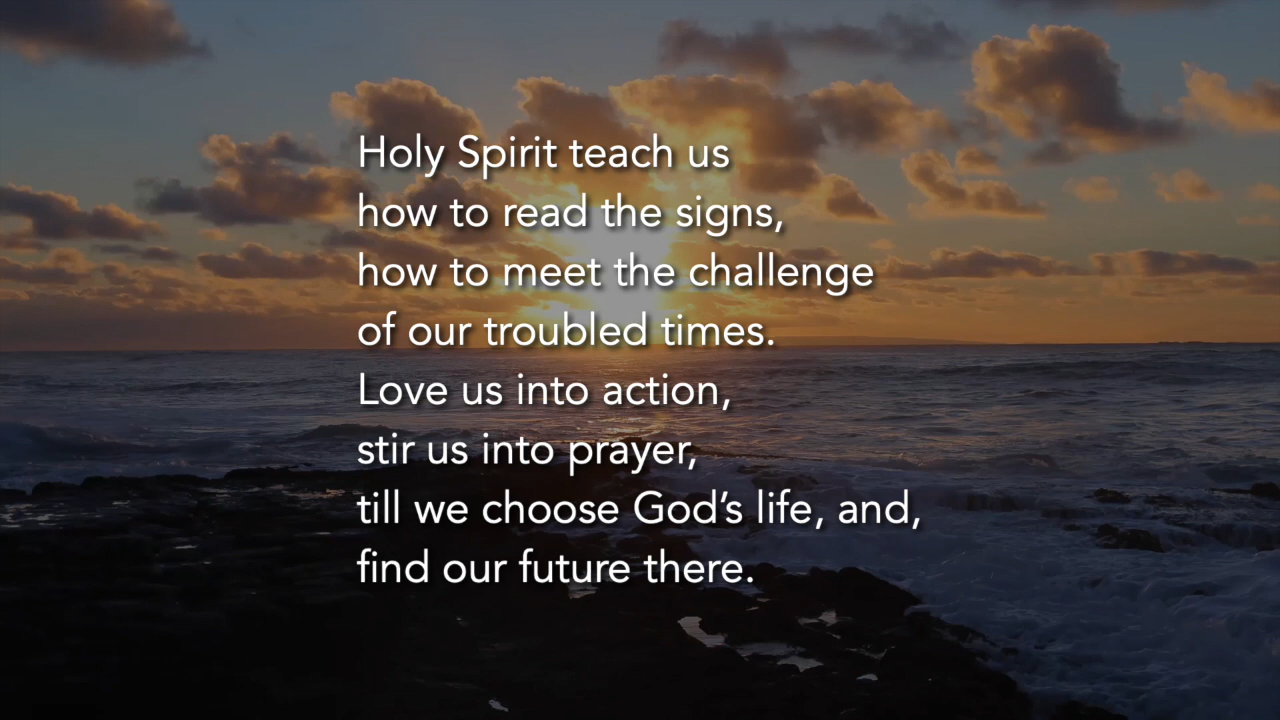 Holy Spirit teach us
how to read the signs,
how to meet the challenge
of our troubled times.
Love us into action,
stir us into prayer,
till we choose God’s life, and,
find our future there.